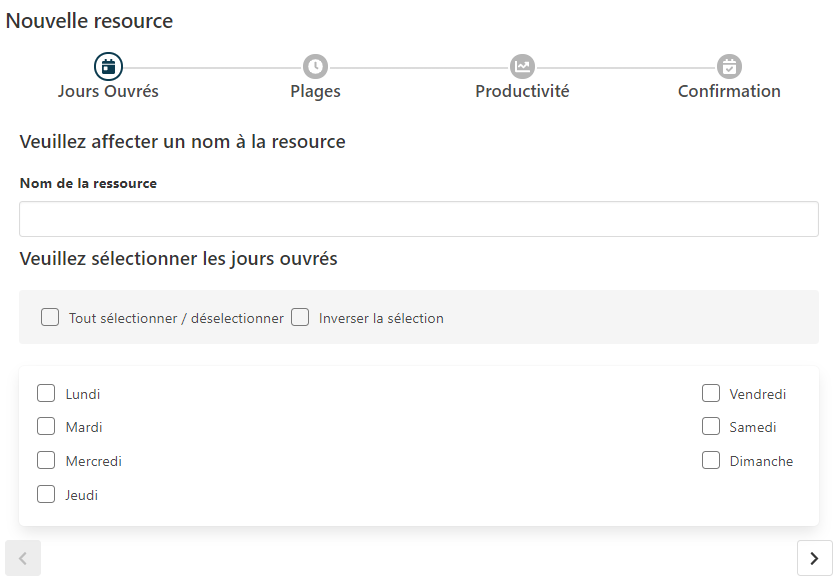 Nouvelle resource
Jours Ouvrés Plages Productivité Confirmation
Veuillez affecter un nom à la resource
Nom de la ressource
Veuillez sélectionner les jours ouvrés
Tout sélectionner / déselectionner Inverser la sélection
Lundi Vendredi
Mardi Samedi
Mercredi Dimanche
Jeudi